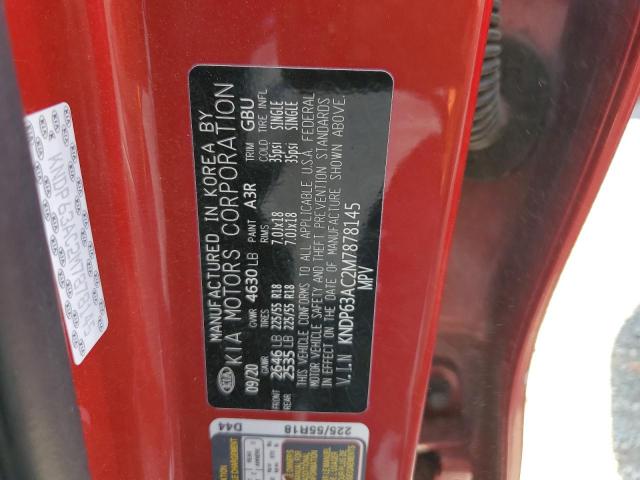 MANUFACTURED IN KOREA BY
KIA MOTORS CORPORATION
KIA
09/20 GVWR 4630 LB PAINT A3R TRIM GBU
GAWR TIRES RIMS COLD TIRE INFL
FRT 2646 LB 225/55 R18 7.0JX18 35psi SINGLE
REAR 2535 LB 225/55 R18 7.0JX18 35psi SINGLE
THIS VEHICLE CONFORMS TO ALL APPLICABLE U.S.A. FEDERAL
MOTOR VEHICLE SAFETY AND THEFT PREVENTION STANDARDS
IN EFFECT ON THE DATE OF MANUFACTURE SHOWN ABOVE.
V.I.N KNDP63AC2M7878145
MPV
D44
225/55R18
KNDP63AC2M7878145